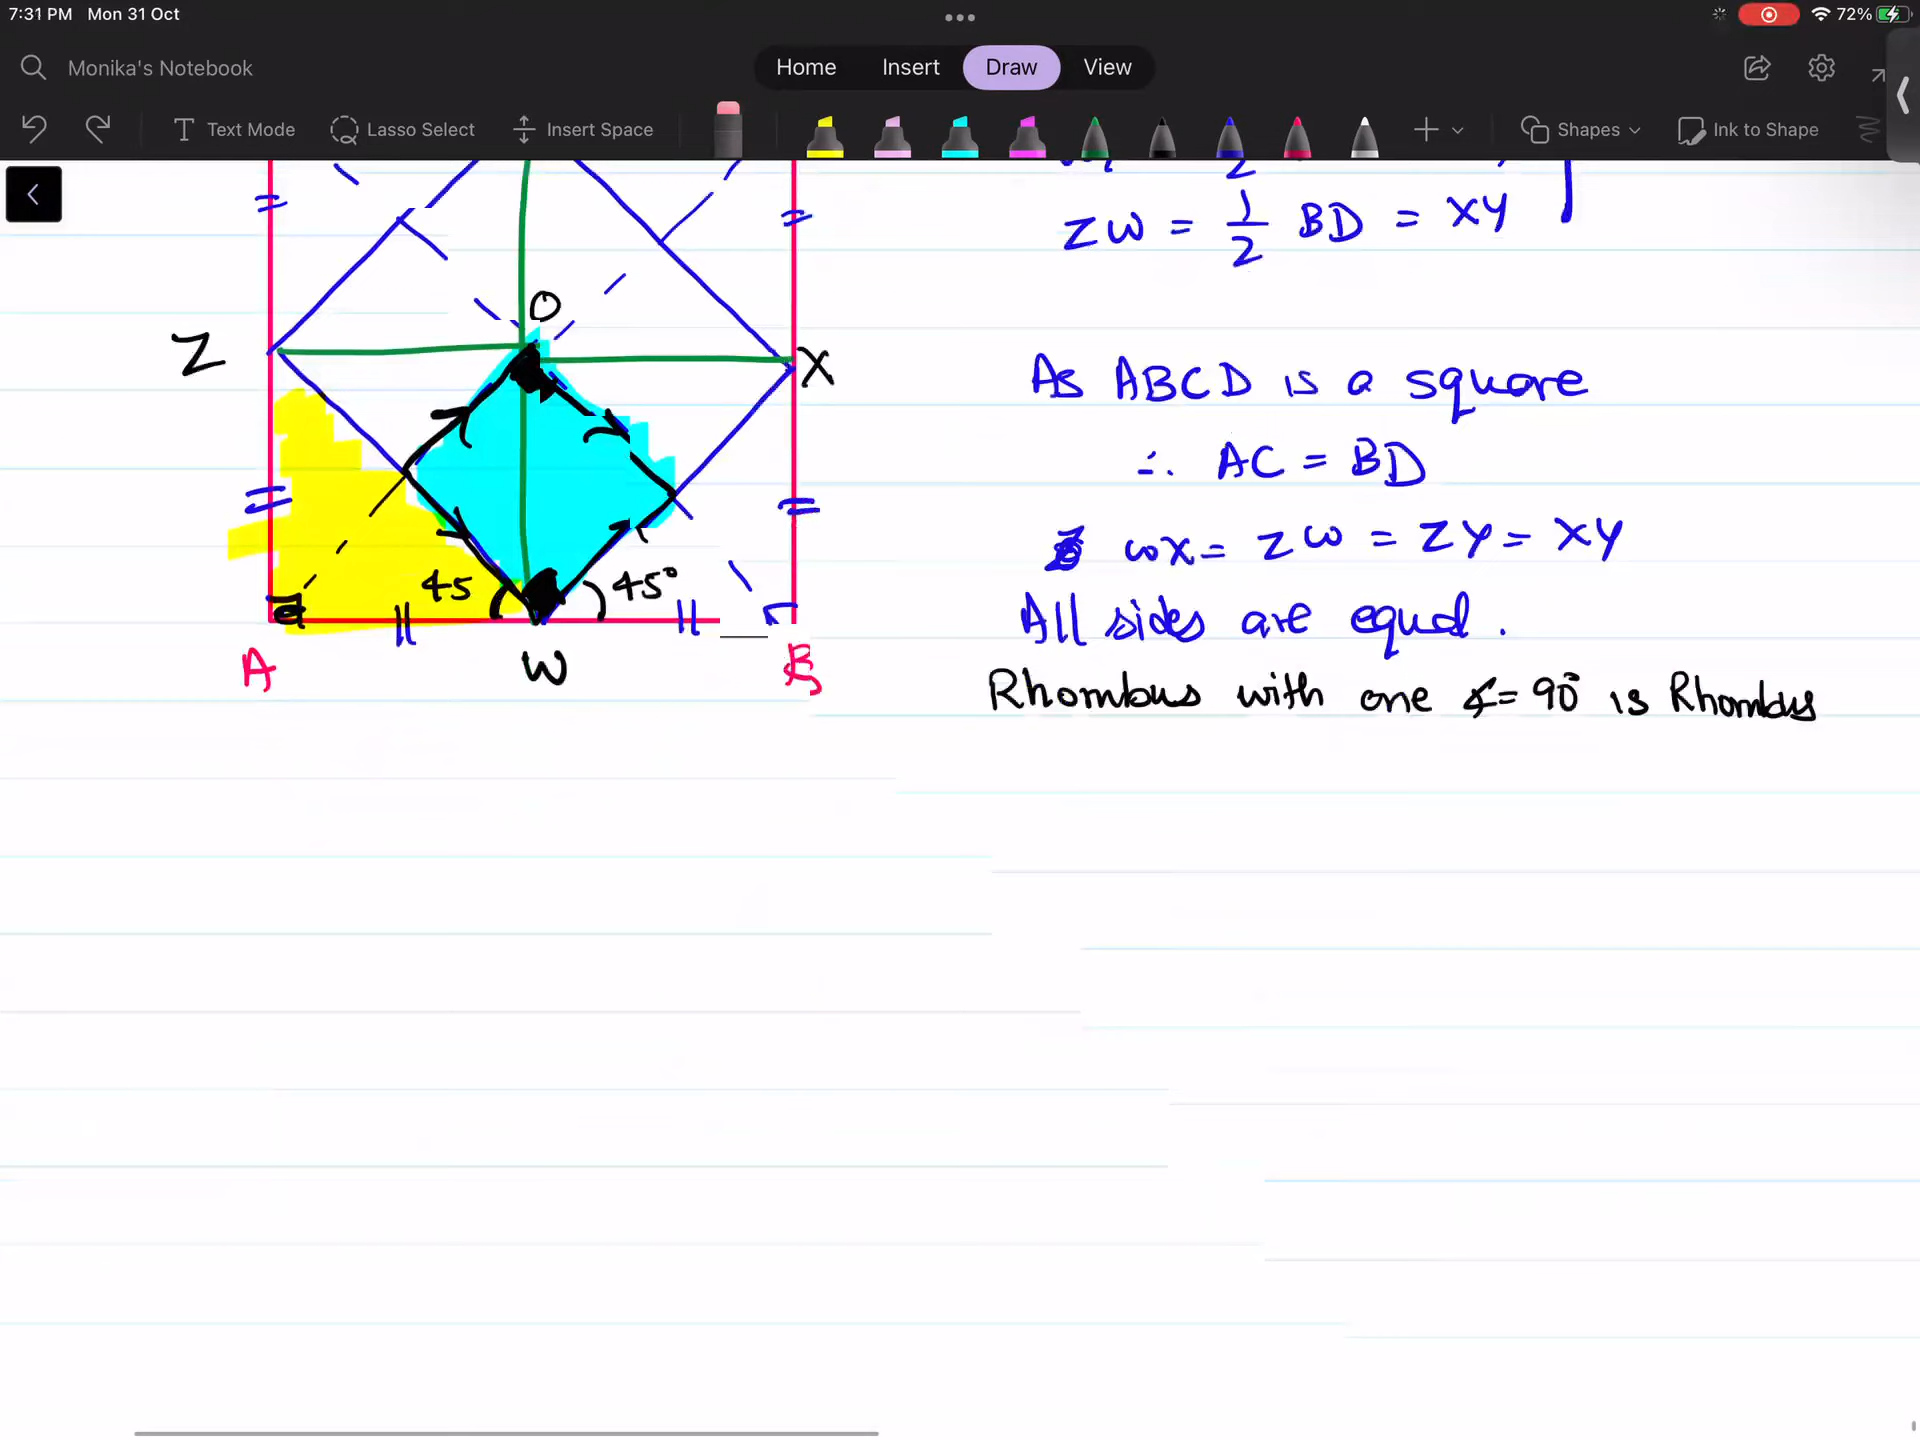 7:31 PM Mon 31 Oct
72%
Monika's Notebook
Home Insert Draw View
Text Mode Lasso Select Insert Space
Shapes Ink to Shape
ZW = 1/2 BD = XY
O
Z
X
As ABCD is a square
∴ AC = BD
WX = ZW = ZY = XY
45 45°
All sides are equal.
A W B
Rhombus with one ∡= 90° is Rhombus